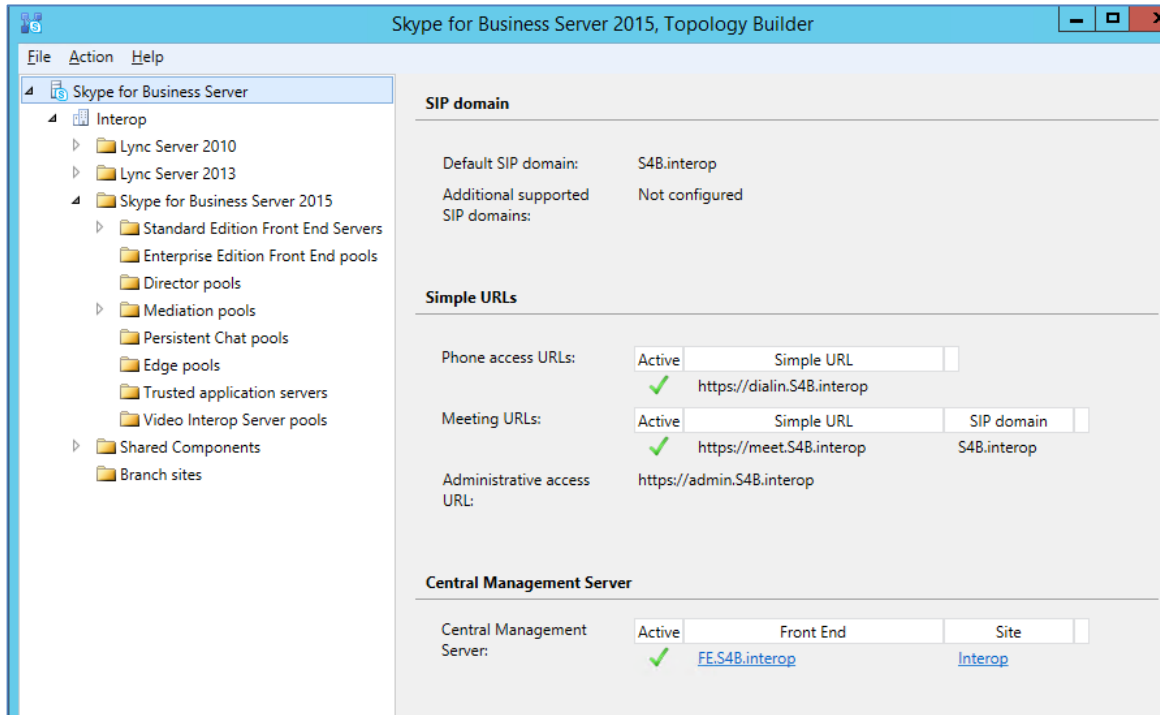 Skype for Business Server 2015, Topology Builder
File Action Help
Skype for Business Server
Interop
Lync Server 2010
Lync Server 2013
Skype for Business Server 2015
Standard Edition Front End Servers
Enterprise Edition Front End pools
Director pools
Mediation pools
Persistent Chat pools
Edge pools
Trusted application servers
Video Interop Server pools
Shared Components
Branch sites
SIP domain
Default SIP domain: S4B.interop
Additional supported Not configured
SIP domains:
Simple URLs
Phone access URLs: Active Simple URL
https://dialin.S4B.interop
Meeting URLs: Active Simple URL SIP domain
https://meet.S4B.interop S4B.interop
Administrative access https://admin.S4B.interop
URL:
Central Management Server
Central Management Active Front End Site
Server: FE.S4B.interop Interop